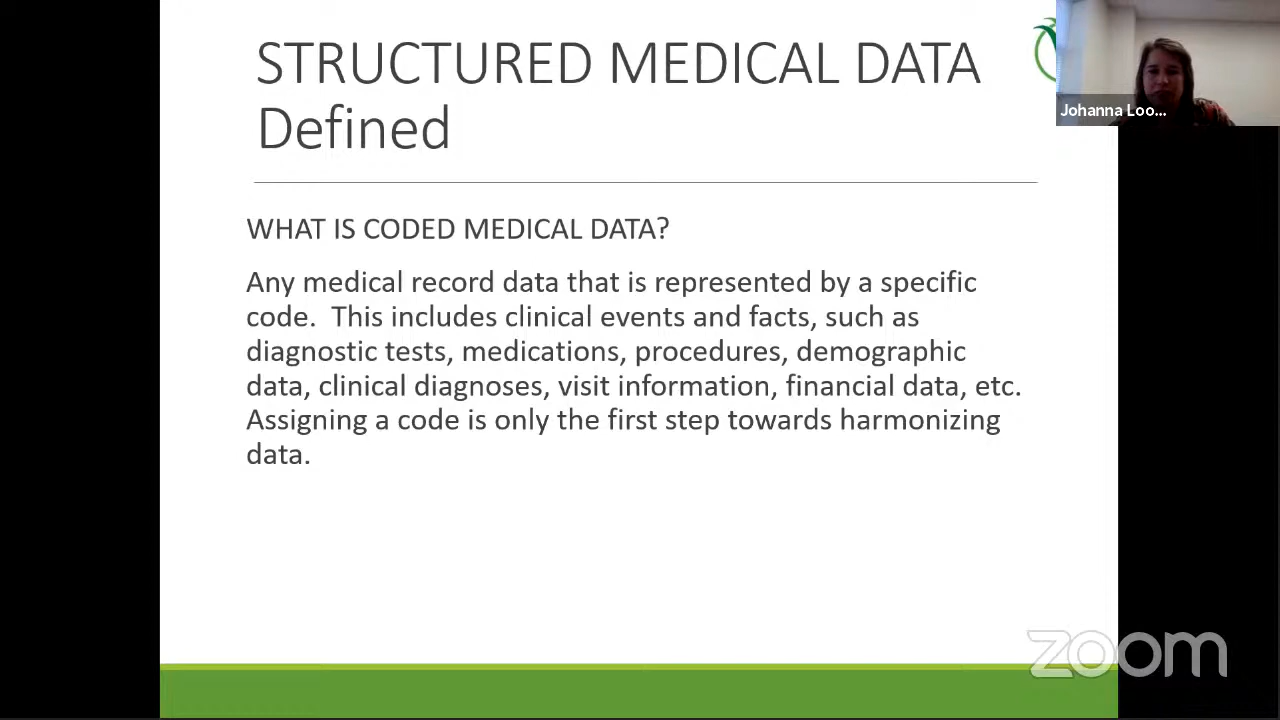 STRUCTURED MEDICAL DATA
Defined
Johanna Loo...
WHAT IS CODED MEDICAL DATA?
Any medical record data that is represented by a specific
code.  This includes clinical events and facts, such as
diagnostic tests, medications, procedures, demographic
data, clinical diagnoses, visit information, financial data, etc.
Assigning a code is only the first step towards harmonizing
data.
zoom